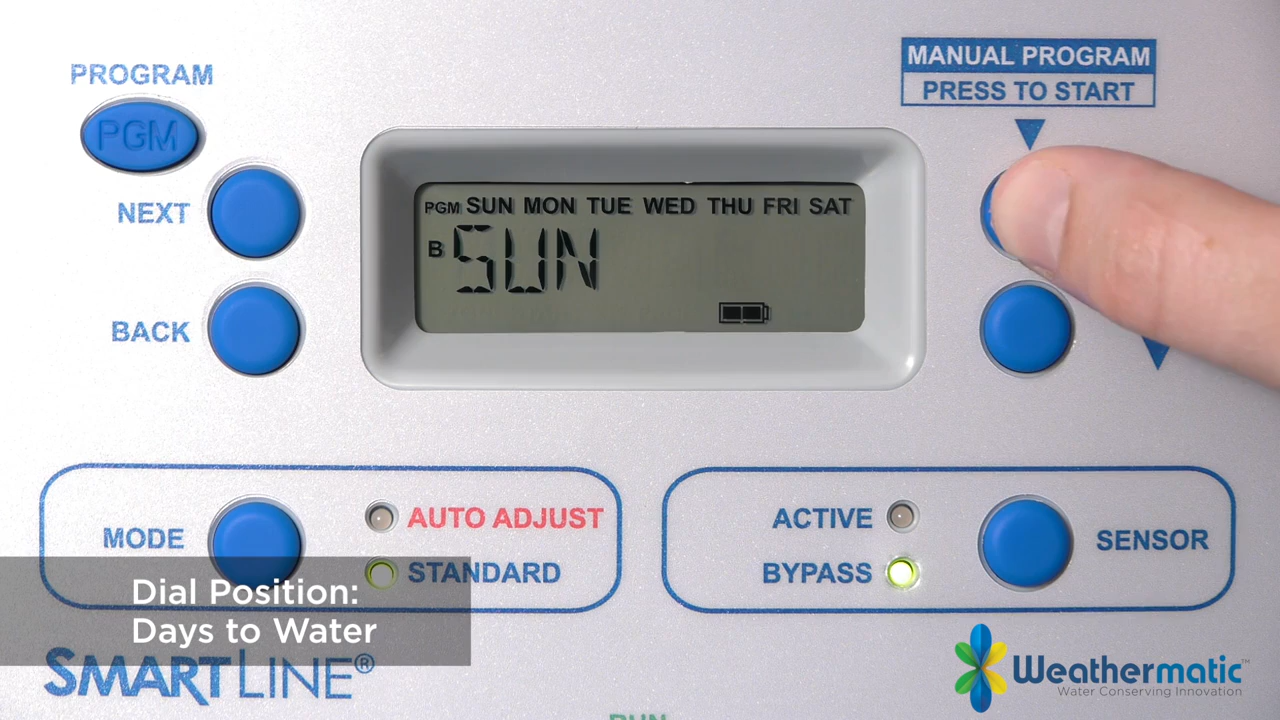 PROGRAM
PGM
NEXT
BACK
MANUAL PROGRAM
PRESS TO START
PGM SUN MON TUE WED THU FRI SAT
B SUN
MODE
AUTO ADJUST
STANDARD
ACTIVE
BYPASS
SENSOR
Dial Position:
Days to Water
SMARTLINE®
Weathermatic™
Water Conserving Innovation
RUN